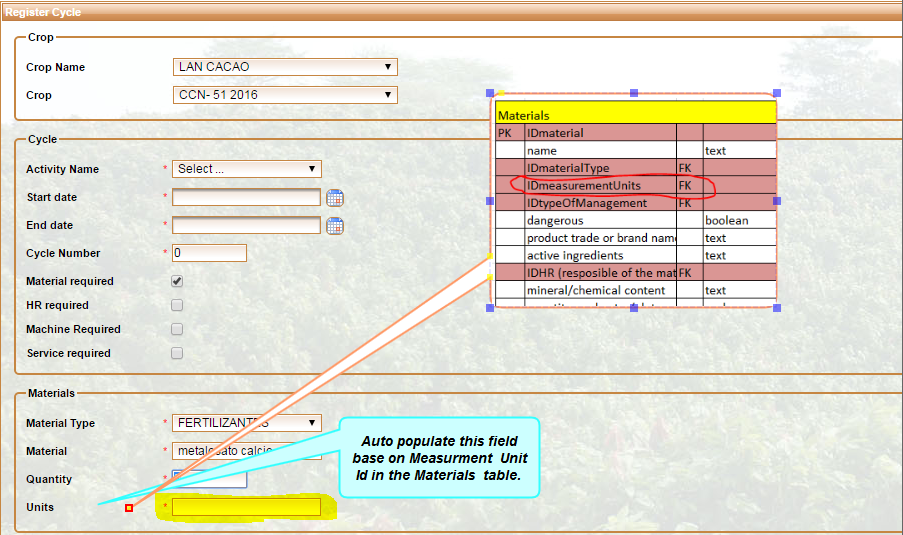 Register Cycle
Crop
Crop Name LAN CACAO
Crop CCN- 51 2016
Cycle
Activity Name * Select ...
Start date *
End date *
Cycle Number * 0
Material required
HR required
Machine Required
Service required
Materials
PK IDmaterial
name text
IDmaterialType FK
IDmeasurementUnits FK
IDtypeOfManagement FK
dangerous boolean
product trade or brand name text
active ingredients text
IDHR (resposible of the mat FK
mineral/chemical content text
Materials
Material Type * FERTILIZANTES
Material * metalosato calcio
Quantity *
Units *
Auto populate this field
base on Measurment Unit
Id in the Materials table.